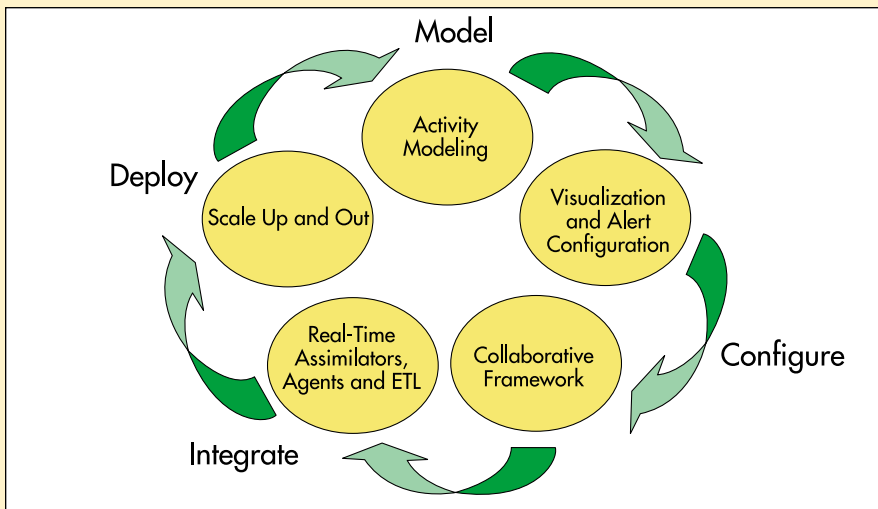 Model
Activity
Modeling
Deploy
Scale Up and Out
Visualization
and Alert
Configuration
Real-Time
Assimilators,
Agents and ETL
Collaborative
Framework
Configure
Integrate